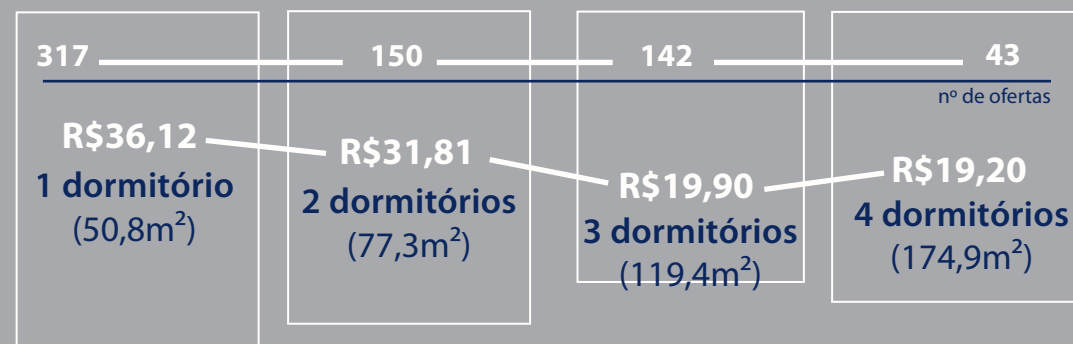 317 150 142 43
nº de ofertas
R$36,12
1 dormitório
(50,8m²)
R$31,81
2 dormitórios
(77,3m²)
R$19,90
3 dormitórios
(119,4m²)
R$19,20
4 dormitórios
(174,9m²)